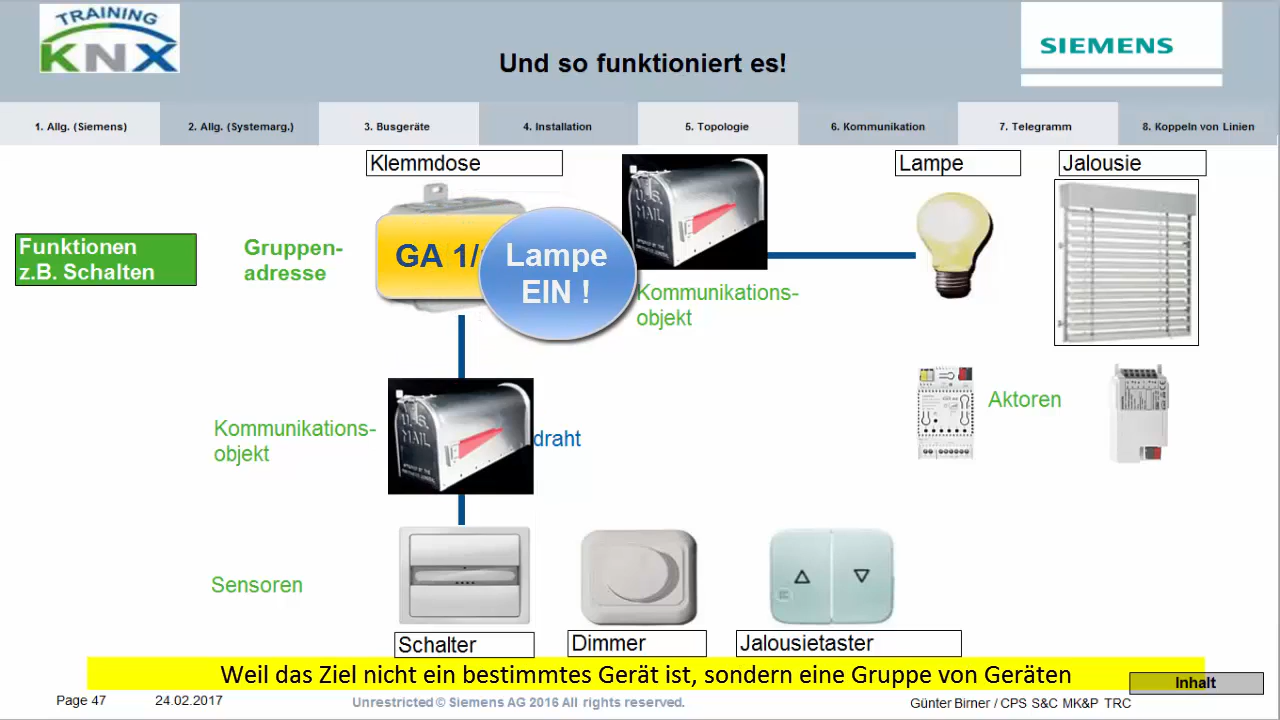 TRAINING
KNX
Und so funktioniert es!
SIEMENS
1. Allg. (Siemens)
2. Allg. (Systemarg.)
3. Busgeräte
4. Installation
5. Topologie
6. Kommunikation
7. Telegramm
8. Koppeln von Linien
Klemmdose
Lampe
Jalousie
U.S. MAIL
Funktionen
z.B. Schalten
Gruppen-
adresse
GA 1/
Lampe
EIN !
Kommunikations-
objekt
Aktoren
U.S. MAIL
Kommunikations-
objekt
draht
Sensoren
Schalter
Dimmer
Jalousietaster
Weil das Ziel nicht ein bestimmtes Gerät ist, sondern eine Gruppe von Geräten
Inhalt
Page 47
24.02.2017
Unrestricted © Siemens AG 2016 All rights reserved.
Günter Birner / CPS S&C MK&P TRC